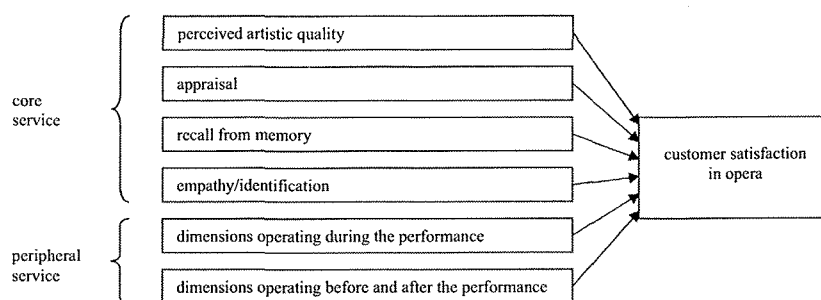 perceived artistic quality
appraisal
core
service
recall from memory
customer satisfaction
in opera
empathy/identification
dimensions operating during the performance
peripheral
service
dimensions operating before and after the performance